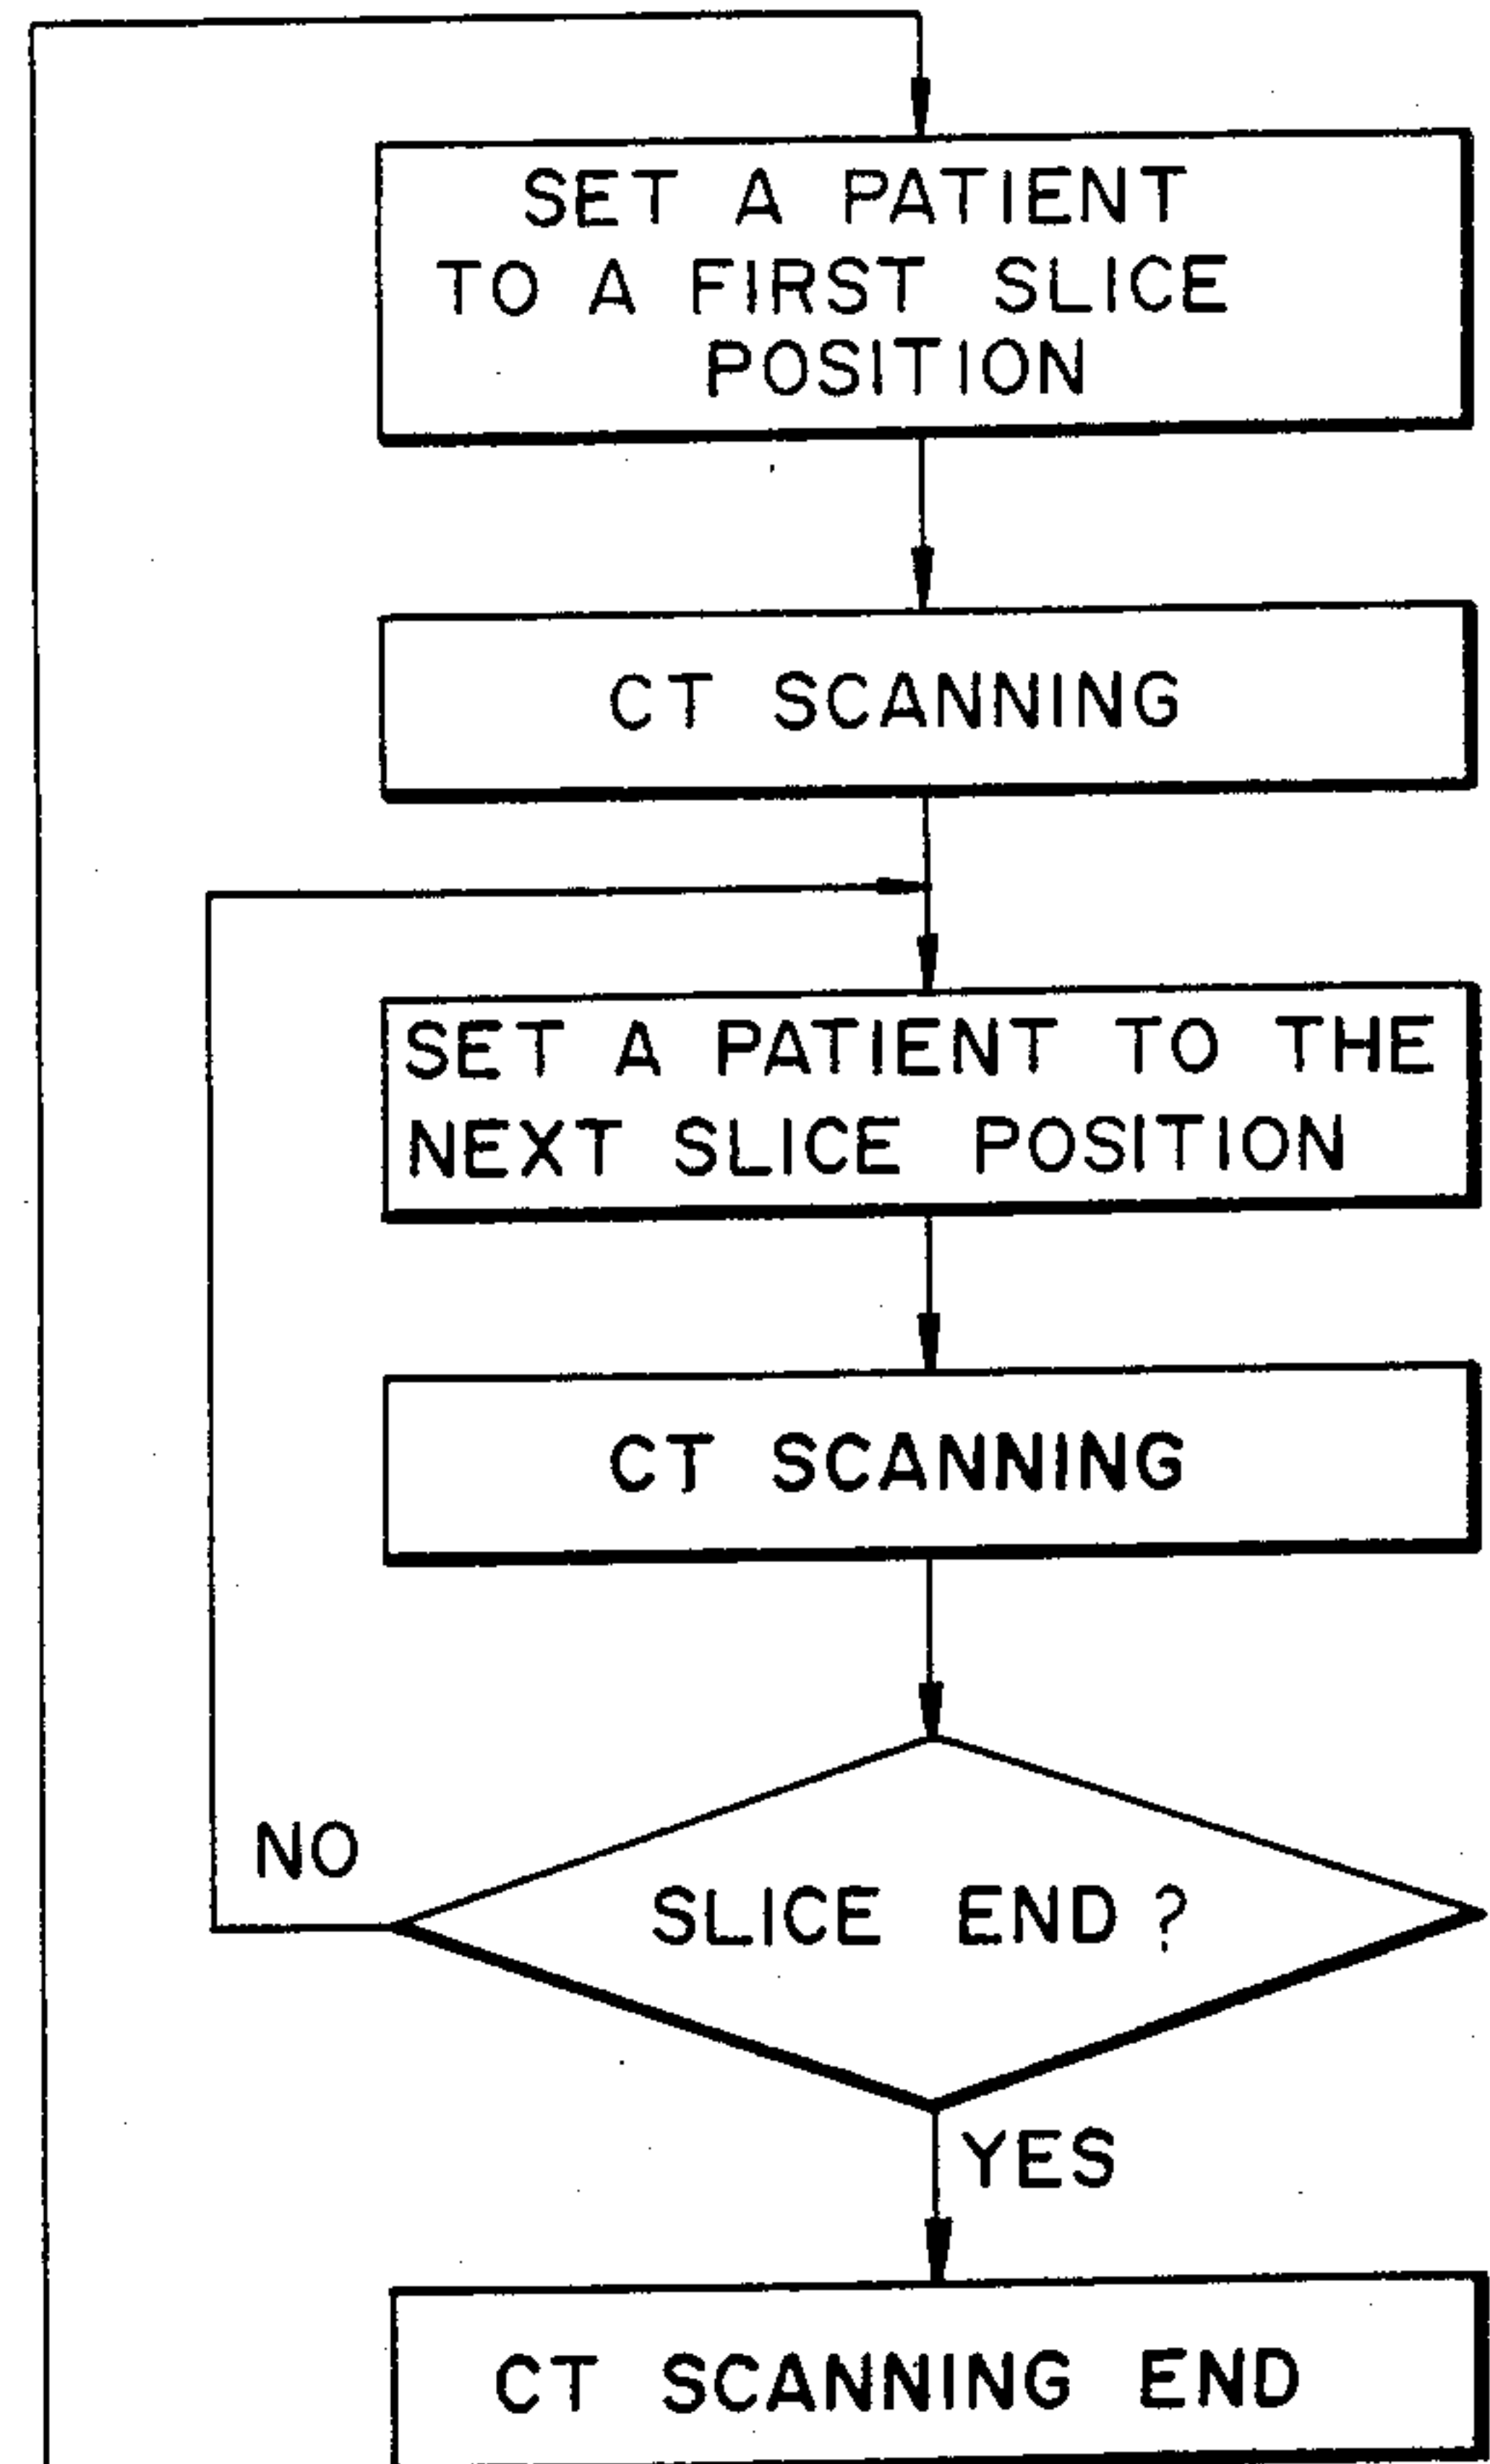 SET A PATIENT
TO A FIRST SLICE
POSITION
CT SCANNING
SET A PATIENT TO THE
NEXT SLICE POSITION
CT SCANNING
NO
SLICE END ?
YES
CT SCANNING END